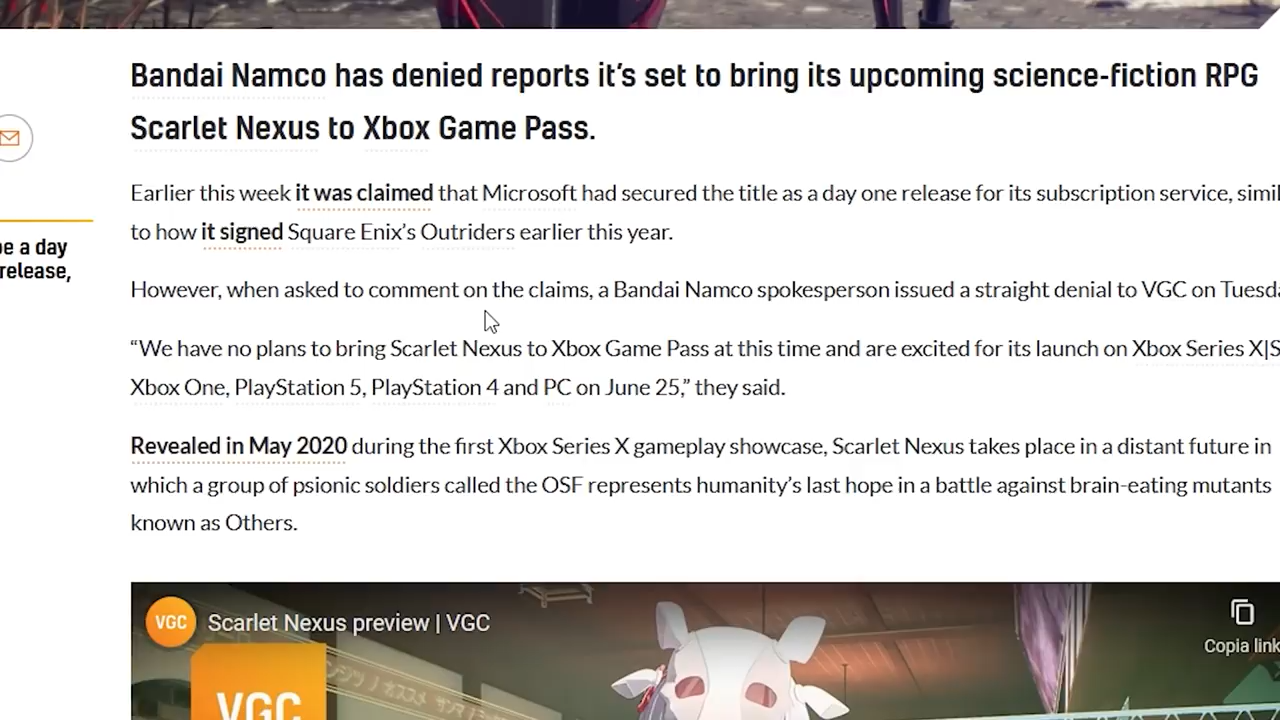 Bandai Namco has denied reports it's set to bring its upcoming science-fiction RPG
Scarlet Nexus to Xbox Game Pass.
Earlier this week it was claimed that Microsoft had secured the title as a day one release for its subscription service, simil
to how it signed Square Enix's Outriders earlier this year.
be a day
release,
However, when asked to comment on the claims, a Bandai Namco spokesperson issued a straight denial to VGC on Tuesda
“We have no plans to bring Scarlet Nexus to Xbox Game Pass at this time and are excited for its launch on Xbox Series X|S
Xbox One, PlayStation 5, PlayStation 4 and PC on June 25,” they said.
Revealed in May 2020 during the first Xbox Series X gameplay showcase, Scarlet Nexus takes place in a distant future in
which a group of psionic soldiers called the OSF represents humanity's last hope in a battle against brain-eating mutants
known as Others.
VGC Scarlet Nexus preview | VGC
Copia link
VGC